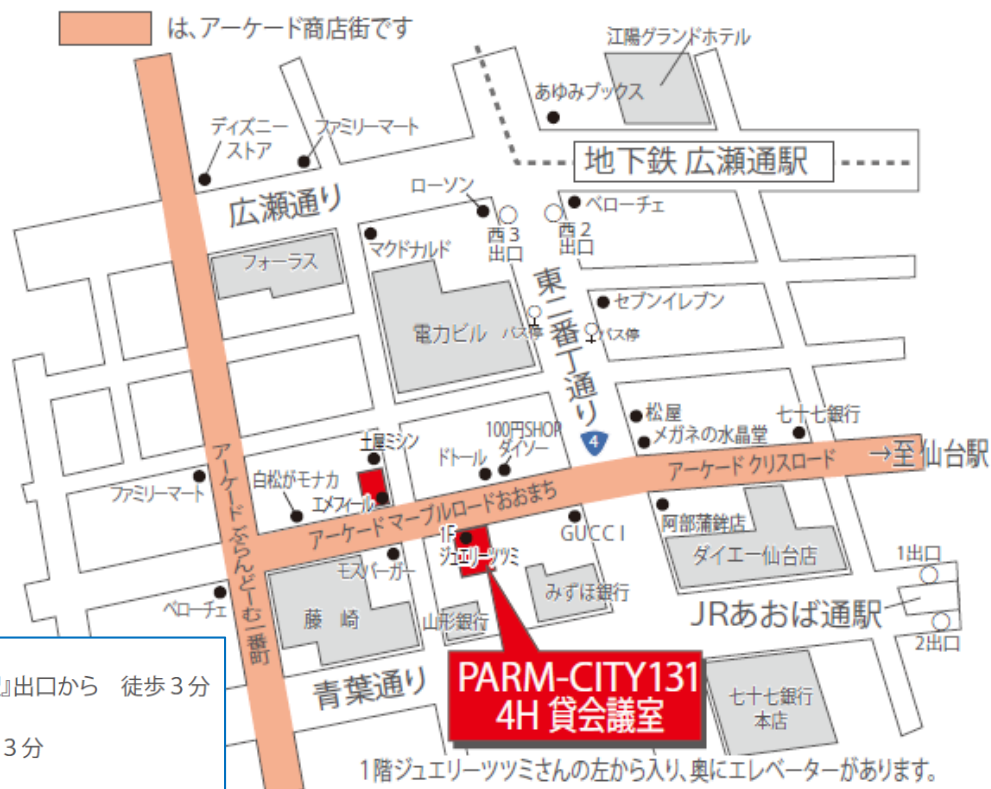 は、アーケード商店街です
江陽グランドホテル
あゆみブックス
ディズニー
ストア
ファミリーマート
地下鉄 広瀬通駅
広瀬通り
ローソン
ベローチェ
西3
出口
西2
出口
マクドナルド
フォーラス
東二番丁通り
セブンイレブン
電力ビル
バス停
バス停
4
松屋
七十七銀行
メガネの水晶堂
100円SHOP
ダイソー
ドトール
土屋ミシン
→至 仙台駅
アーケード クリスロード
アーケード ぶらんどーむ一番町
白松がモナカ
ファミリーマート
エメフィール
アーケード マーブルロードおおまち
1F
ジュエリーツツミ
GUCCI
阿部蒲鉾店
ダイエー仙台店
モスバーガー
みずほ銀行
1出口
ベローチェ
藤崎
山形銀行
JRあおば通駅
2出口
』出口から 徒歩3分
3分
青葉通り
PARM-CITY131
4H 貸会議室
七十七銀行
本店
1階ジュエリーツツミさんの左から入り、奥にエレベーターがあります。